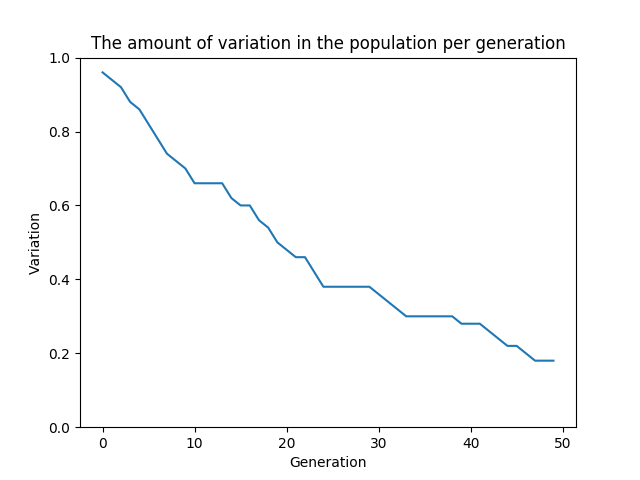 The amount of variation in the population per generation
1.0
0.8
0.6
0.4
0.2
0.0
Variation
0 10 20 30 40 50
Generation